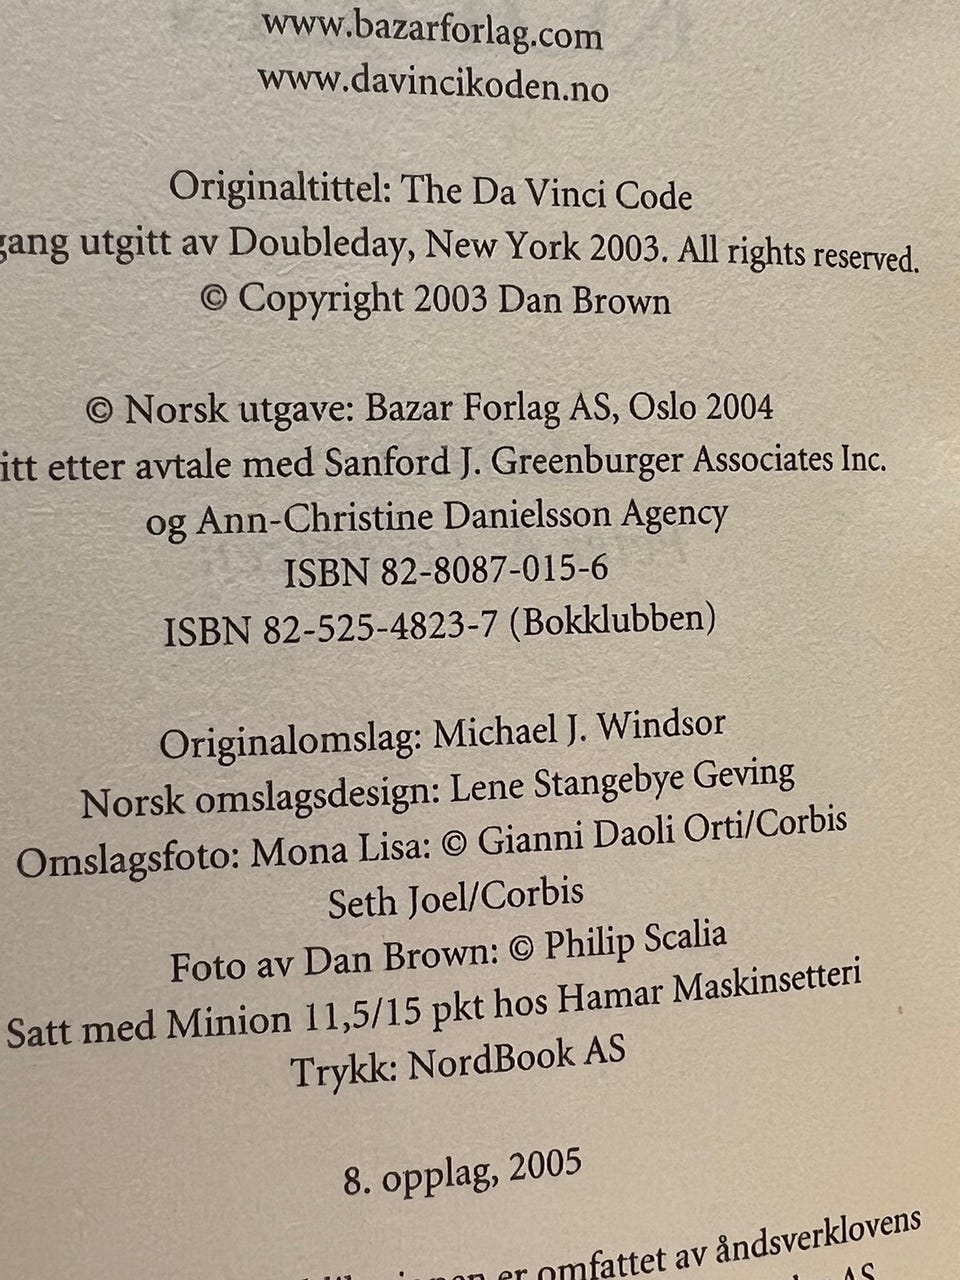 www.bazarforlag.com
www.davincikoden.no
Originaltittel: The Da Vinci Code
gang utgitt av Doubleday, New York 2003. All rights reserved.
© Copyright 2003 Dan Brown
© Norsk utgave: Bazar Forlag AS, Oslo 2004
itt etter avtale med Sanford J. Greenburger Associates Inc.
og Ann-Christine Danielsson Agency
ISBN 82-8087-015-6
ISBN 82-525-4823-7 (Bokklubben)
Originalomslag: Michael J. Windsor
Norsk omslagsdesign: Lene Stangebye Geving
Omslagsfoto: Mona Lisa: © Gianni Daoli Orti/Corbis
Seth Joel/Corbis
Foto av Dan Brown: © Philip Scalia
Satt med Minion 11,5/15 pkt hos Hamar Maskinsetteri
Trykk: NordBook AS
8. opplag, 2005
er omfattet av åndsverklovens
AS